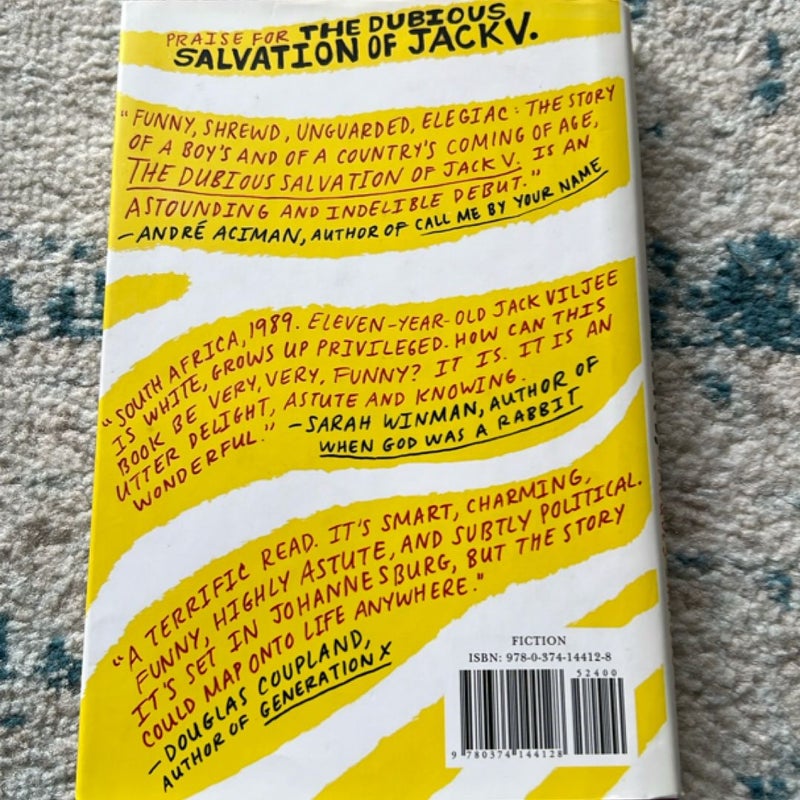 PRAISE FOR THE DUBIOUS
SALVATION OF JACK V.
"FUNNY, SHREWD, UNGUARDED, ELEGIAC: THE STORY
OF A BOY'S AND OF A COUNTRY'S COMING OF AGE,
THE DUBIOUS SALVATION OF JACK V. IS AN
ASTOUNDING AND INDELIBLE DEBUT."
—ANDRÉ ACIMAN, AUTHOR OF CALL ME BY YOUR NAME
"SOUTH AFRICA, 1989. ELEVEN-YEAR-OLD JACK VILJEE
IS WHITE, GROWS UP PRIVILEGED. HOW CAN THIS
BOOK BE VERY, VERY, FUNNY? IT IS. IT IS AN
UTTER DELIGHT, ASTUTE AND KNOWING.
WONDERFUL." —SARAH WINMAN, AUTHOR OF
WHEN GOD WAS A RABBIT
"A TERRIFIC READ. IT'S SMART, CHARMING,
FUNNY, HIGHLY ASTUTE, AND SUBTLY POLITICAL.
IT'S SET IN JOHANNESBURG, BUT THE STORY
COULD MAP ONTO LIFE ANYWHERE."
—DOUGLAS COUPLAND,
AUTHOR OF GENERATION X
FICTION
ISBN: 978-0-374-14412-8
52400
9 780374 144128